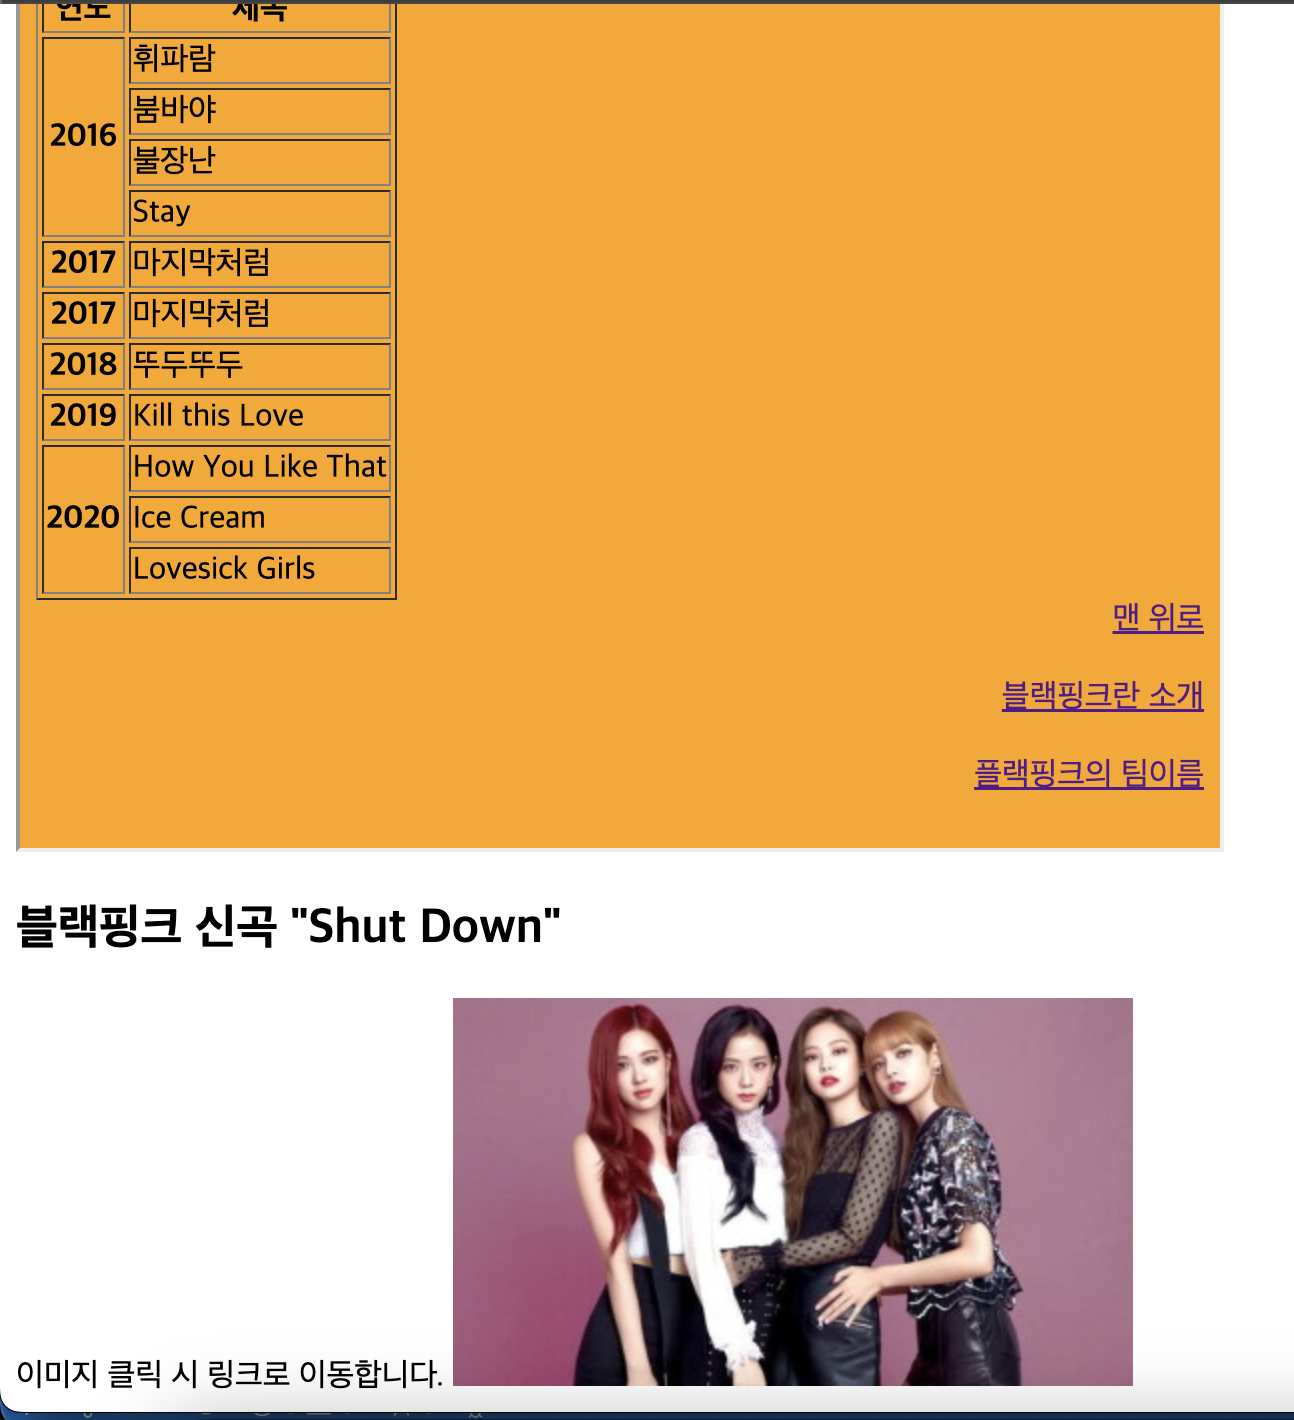 연도 제목
2016 휘파람
붐바야
불장난
Stay
2017 마지막처럼
2017 마지막처럼
2018 뚜두뚜두
2019 Kill this Love
2020 How You Like That
Ice Cream
Lovesick Girls
맨 위로
블랙핑크란 소개
플랙핑크의 팀이름
블랙핑크 신곡 "Shut Down"
이미지 클릭 시 링크로 이동합니다.